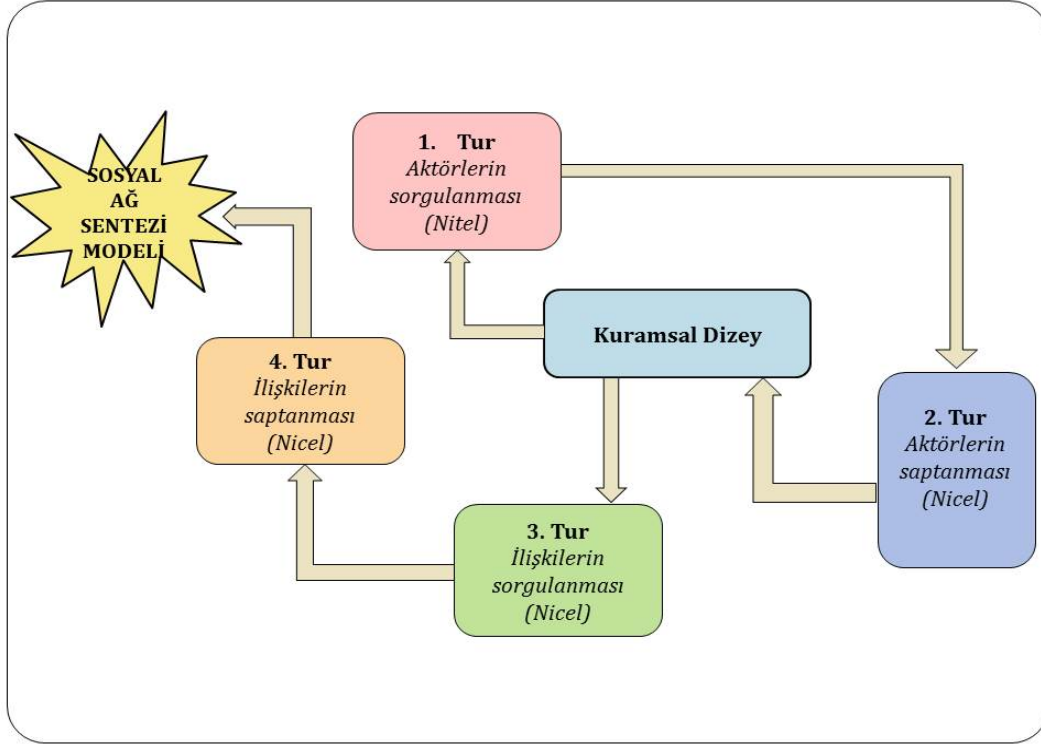 SOSYAL
AĞ
SENTEZİ
MODELİ
1. Tur
Aktörlerin
sorgulanması
(Nitel)
Kuramsal Dizey
2. Tur
Aktörlerin
saptanması
(Nicel)
3. Tur
İlişkilerin
sorgulanması
(Nicel)
4. Tur
İlişkilerin
saptanması
(Nicel)